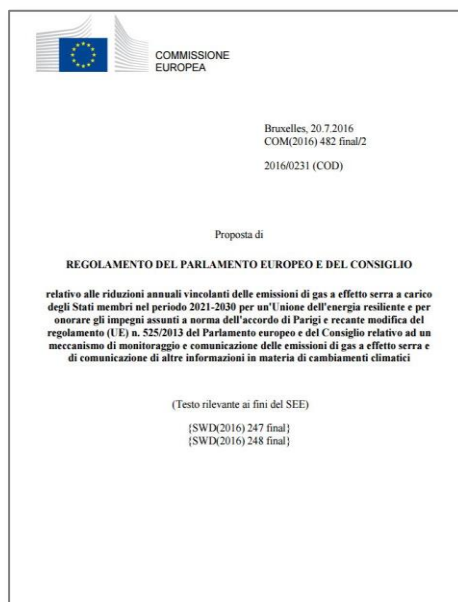 COMMISSIONE
EUROPEA
Bruxelles, 20.7.2016
COM(2016) 482 final/2
2016/0231 (COD)
Proposta di
REGOLAMENTO DEL PARLAMENTO EUROPEO E DEL CONSIGLIO
relativo alle riduzioni annuali vincolanti delle emissioni di gas a effetto serra a carico
degli Stati membri nel periodo 2021-2030 per un'Unione dell'energia resiliente e per
onorare gli impegni assunti a norma dell'accordo di Parigi e recante modifica del
regolamento (UE) n. 525/2013 del Parlamento europeo e del Consiglio relativo ad un
meccanismo di monitoraggio e comunicazione delle emissioni di gas a effetto serra e
di comunicazione di altre informazioni in materia di cambiamenti climatici
(Testo rilevante ai fini del SEE)
{SWD(2016) 247 final}
{SWD(2016) 248 final}